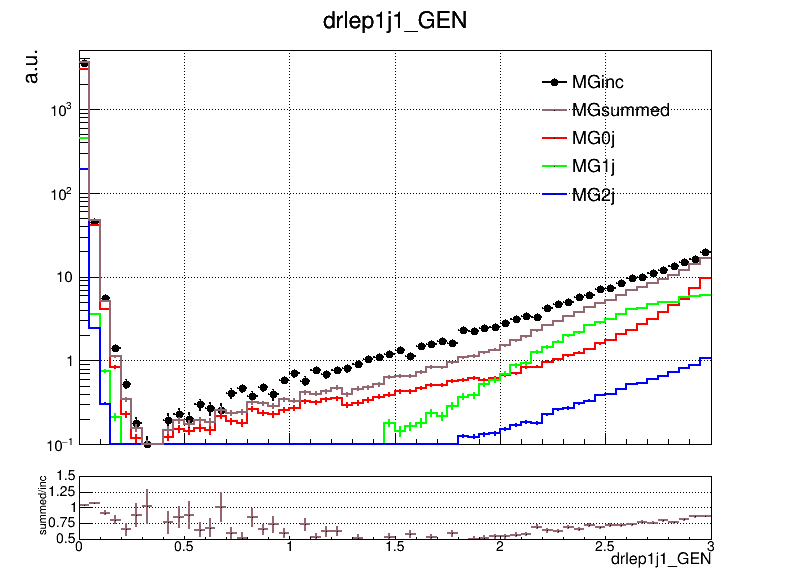 drlep1j1_GEN
a.u.
MGinc
MGsummed
MG0j
MG1j
MG2j
10³
10²
10
1
10⁻¹
summed/inc
1.5
1.25
1
0.75
0.5
0 0.5 1 1.5 2 2.5 3
drlep1j1_GEN